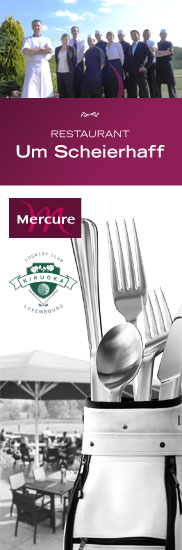 RESTAURANT
Um Scheierhaff
Mercure
COUNTRY CLUB
KIKUOKA
LUXEMBOURG